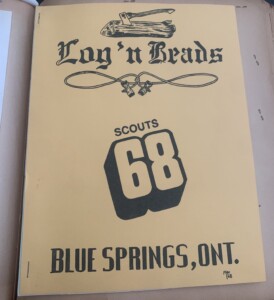 Log 'n Beads
SCOUTS
68
BLUE SPRINGS, ONT.